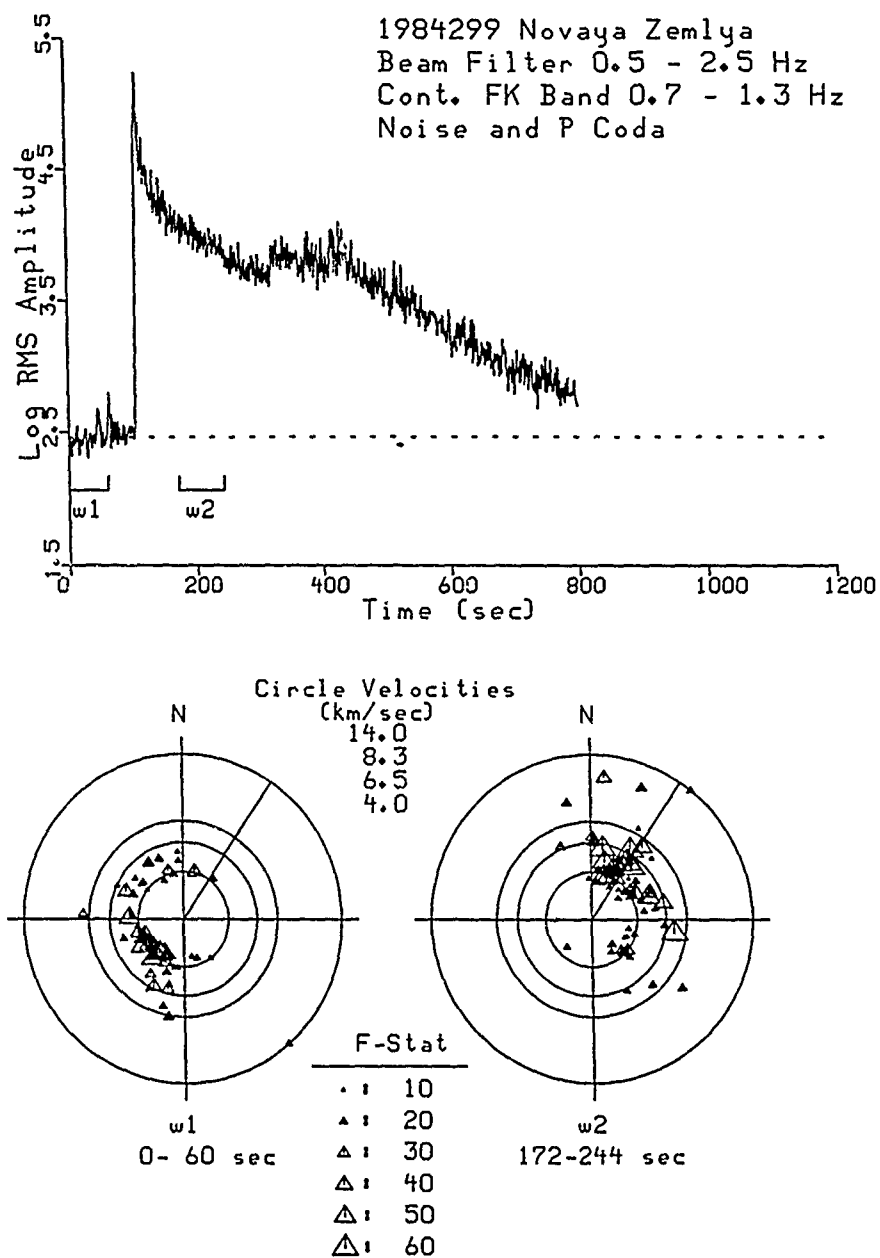 1984299 Novaya Zemlya
Beam Filter 0.5 - 2.5 Hz
Cont. FK Band 0.7 - 1.3 Hz
Noise and P Coda
Log RMS Amplitude
5.5
4.5
3.5
2.5
1.5
w1
w2
0
200
400
600
800
1000
1200
Time (sec)
Circle Velocities
(km/sec)
14.0
8.3
6.5
4.0
N
N
F-Stat
: 10
: 20
: 30
: 40
: 50
: 60
w1
0- 60 sec
w2
172-244 sec